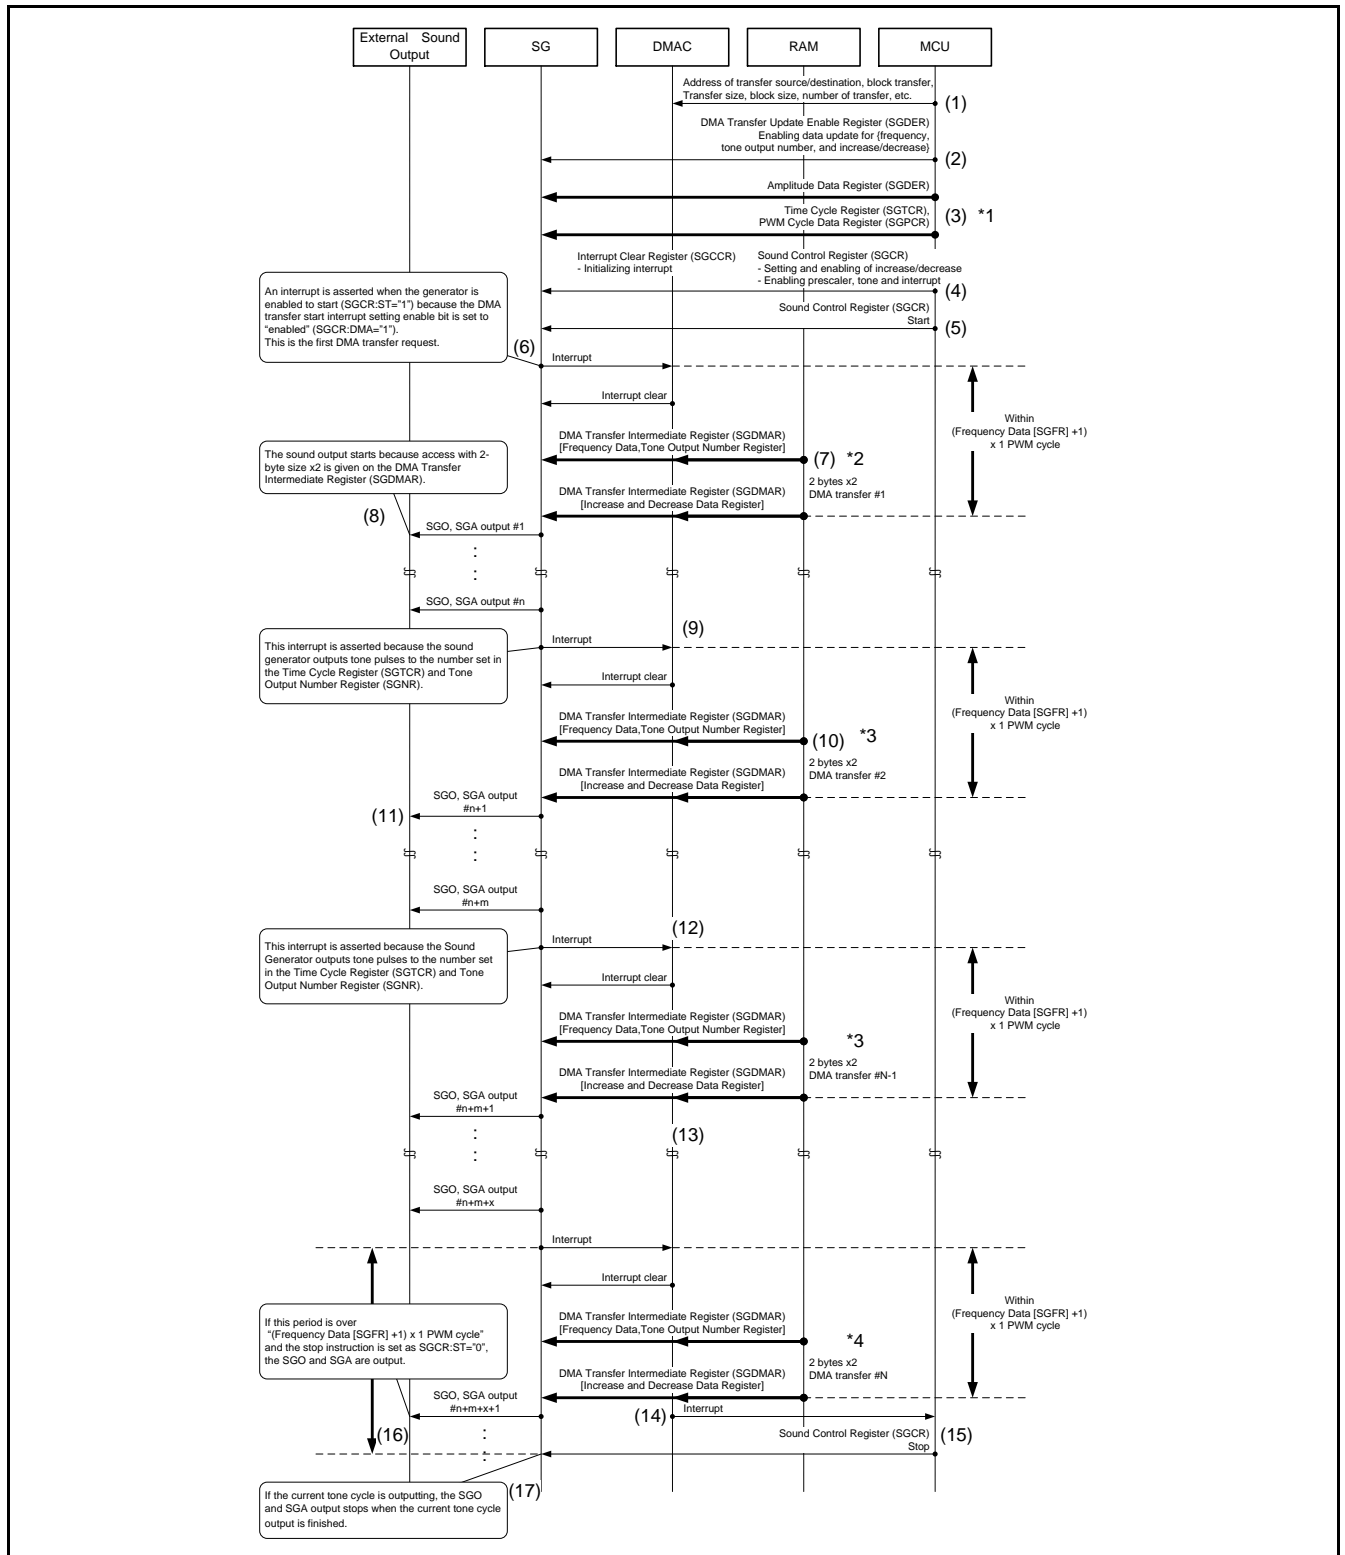 External Sound
Output
SG
DMAC
RAM
MCU
Address of transfer source/destination, block transfer,
Transfer size, block size, number of transfer, etc.
(1)
DMA Transfer Update Enable Register (SGDER)
Enabling data update for {frequency,
tone output number, and increase/decrease}
(2)
Amplitude Data Register (SGDER)
Time Cycle Register (SGTCR),
PWM Cycle Data Register (SGPCR)
(3) *1
Interrupt Clear Register (SGCCR)
- Initializing interrupt
Sound Control Register (SGCR)
- Setting and enabling of increase/decrease
- Enabling prescaler, tone and interrupt
(4)
An interrupt is asserted when the generator is
enabled to start (SGCR:ST="1") because the DMA
transfer start interrupt setting enable bit is set to
"enabled" (SGCR:DMA="1").
This is the first DMA transfer request.
Sound Control Register (SGCR)
Start
(5)
(6)
Interrupt
Interrupt clear
Within
(Frequency Data [SGFR] +1)
x 1 PWM cycle
DMA Transfer Intermediate Register (SGDMAR)
[Frequency Data,Tone Output Number Register]
(7) *2
The sound output starts because access with 2-
byte size x2 is given on the DMA Transfer
Intermediate Register (SGDMAR).
2 bytes x2
DMA transfer #1
DMA Transfer Intermediate Register (SGDMAR)
[Increase and Decrease Data Register]
(8)
SGO, SGA output #1
:
:
SGO, SGA output #n
(9)
This interrupt is asserted because the sound
generator outputs tone pulses to the number set in
the Time Cycle Register (SGTCR) and Tone
Output Number Register (SGNR).
Interrupt
Interrupt clear
Within
(Frequency Data [SGFR] +1)
x 1 PWM cycle
DMA Transfer Intermediate Register (SGDMAR)
[Frequency Data,Tone Output Number Register]
(10) *3
2 bytes x2
DMA transfer #2
DMA Transfer Intermediate Register (SGDMAR)
[Increase and Decrease Data Register]
SGO, SGA output
#n+1
(11)
:
:
SGO, SGA output
#n+m
(12)
This interrupt is asserted because the Sound
Generator outputs tone pulses to the number set
in the Time Cycle Register (SGTCR) and Tone
Output Number Register (SGNR).
Interrupt
Interrupt clear
Within
(Frequency Data [SGFR] +1)
x 1 PWM cycle
DMA Transfer Intermediate Register (SGDMAR)
[Frequency Data,Tone Output Number Register]
*3
2 bytes x2
DMA transfer #N-1
DMA Transfer Intermediate Register (SGDMAR)
[Increase and Decrease Data Register]
SGO, SGA output
#n+m+1
(13)
:
:
SGO, SGA output
#n+m+x
Interrupt
Interrupt clear
Within
(Frequency Data [SGFR] +1)
x 1 PWM cycle
If this period is over
"(Frequency Data [SGFR] +1) x 1 PWM cycle"
and the stop instruction is set as SGCR:ST="0",
the SGO and SGA are output.
DMA Transfer Intermediate Register (SGDMAR)
[Frequency Data,Tone Output Number Register]
*4
2 bytes x2
DMA transfer #N
DMA Transfer Intermediate Register (SGDMAR)
[Increase and Decrease Data Register]
SGO, SGA output
#n+m+x+1
(14)
Interrupt
(16)
:
:
Sound Control Register (SGCR)
Stop
(15)
(17)
If the current tone cycle is outputting, the SGO
and SGA output stops when the current tone cycle
output is finished.